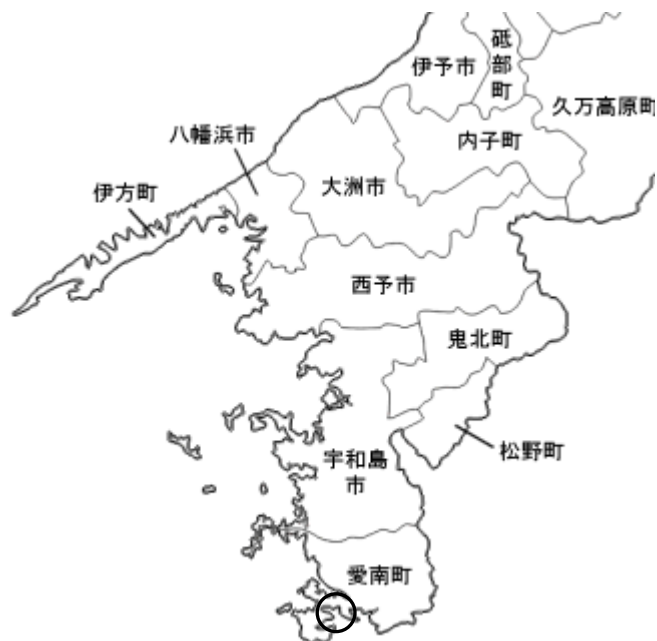 伊予市
砥部町
久万高原町
八幡浜市
内子町
伊方町
大洲市
西予市
鬼北町
宇和島
市
松野町
愛南町